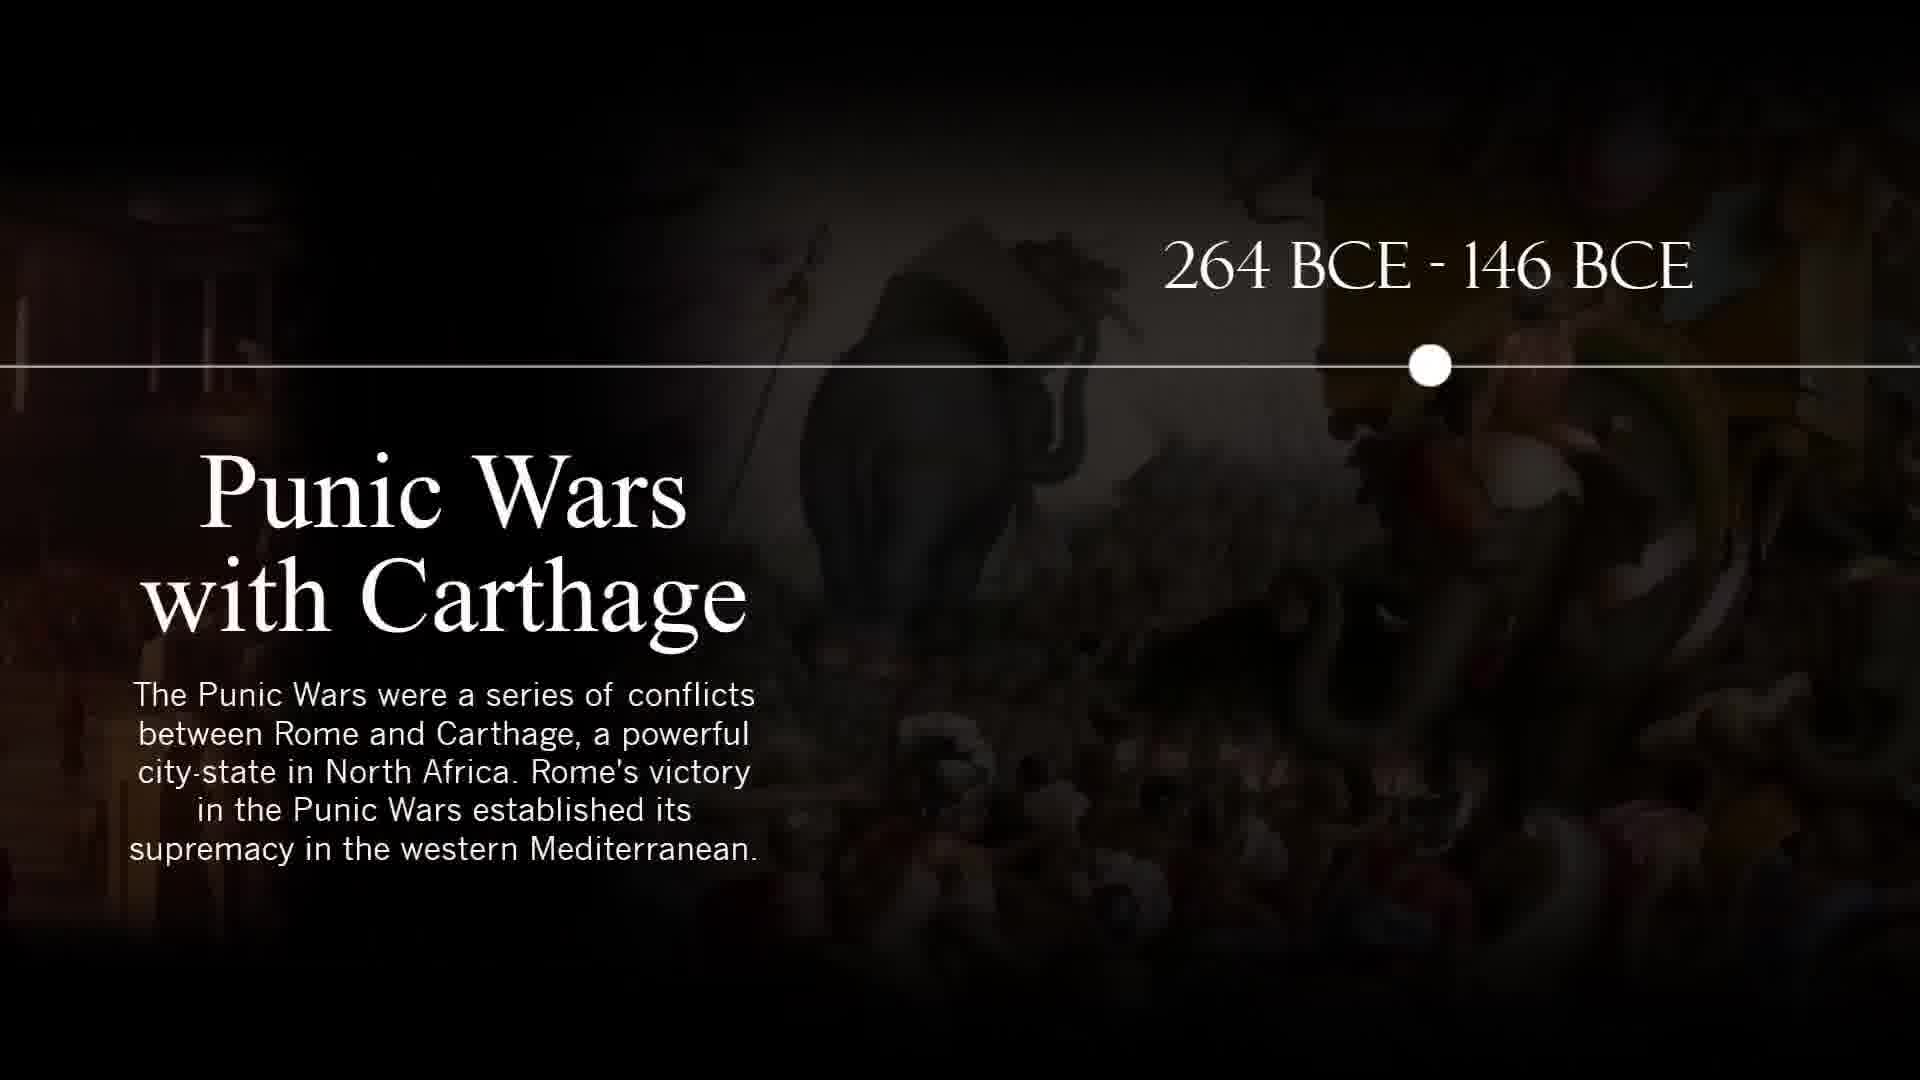 264 BCE - 146 BCE
Punic Wars
with Carthage
The Punic Wars were a series of conflicts
between Rome and Carthage, a powerful
city-state in North Africa. Rome's victory
in the Punic Wars established its
supremacy in the western Mediterranean.